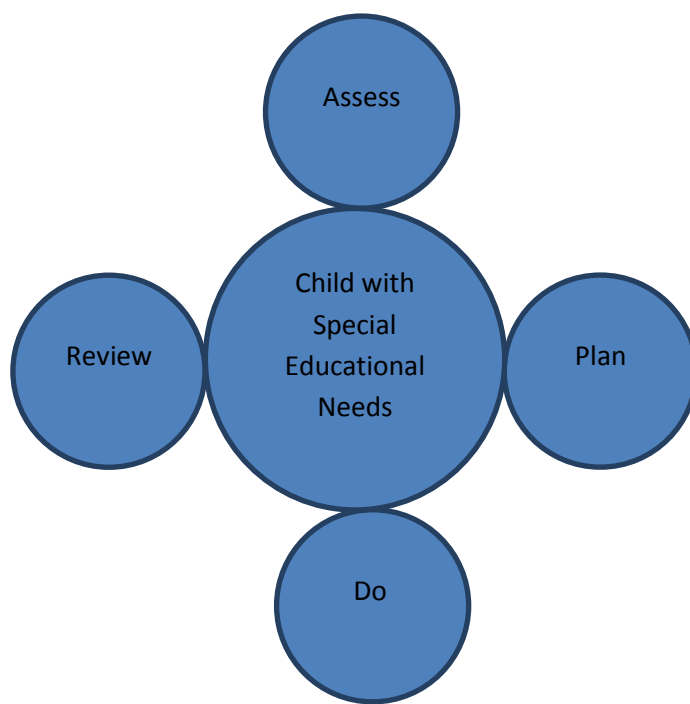 Assess
Child with
Special
Educational
Needs
Review
Plan
Do